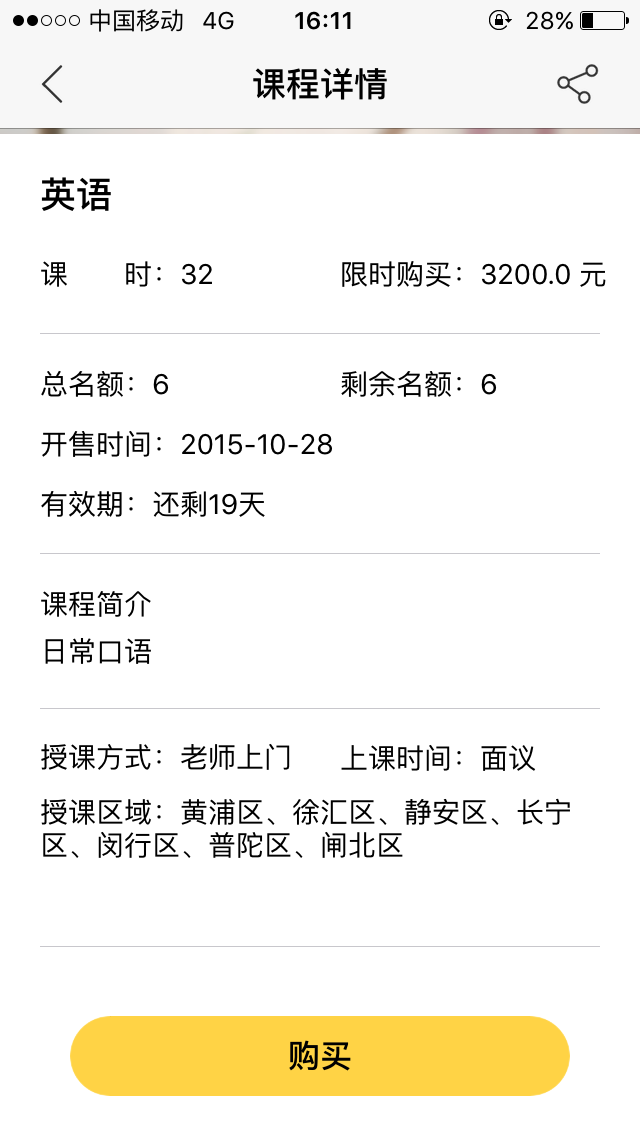 中国移动 4G 16:11 28%
课程详情
英语
课 时：32 限时购买：3200.0 元
总名额：6 剩余名额：6
开售时间：2015-10-28
有效期：还剩19天
课程简介
日常口语
授课方式：老师上门 上课时间：面议
授课区域：黄浦区、徐汇区、静安区、长宁
区、闵行区、普陀区、闸北区
购买